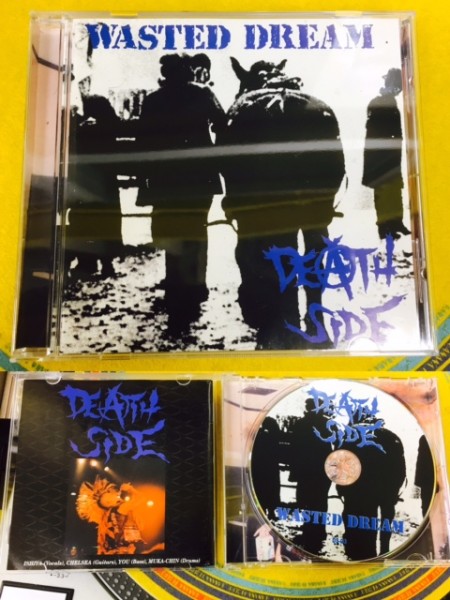 WASTED DREAM
DEATH
SIDE
DEATH
SIDE
ISHIYA (Vocals), CHELSEA (Guitars), YOU (Bass), MUKA-CHIN (Drums)
DEATH
SIDE
WASTED DREAM